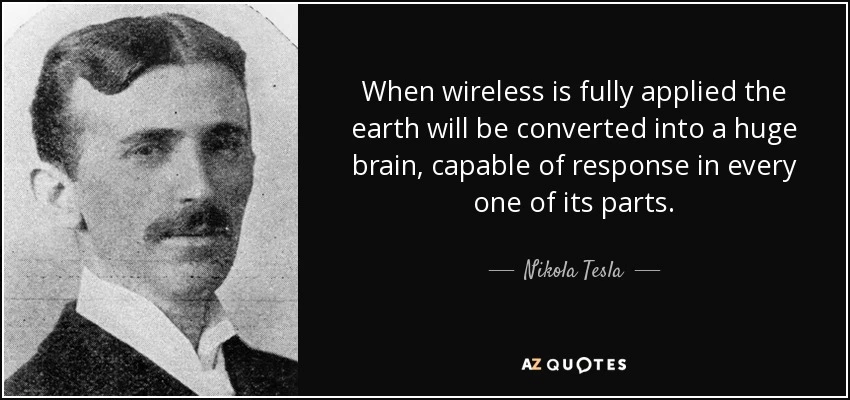 When wireless is fully applied the
earth will be converted into a huge
brain, capable of response in every
one of its parts.
Nikola Tesla
AZ QUOTES